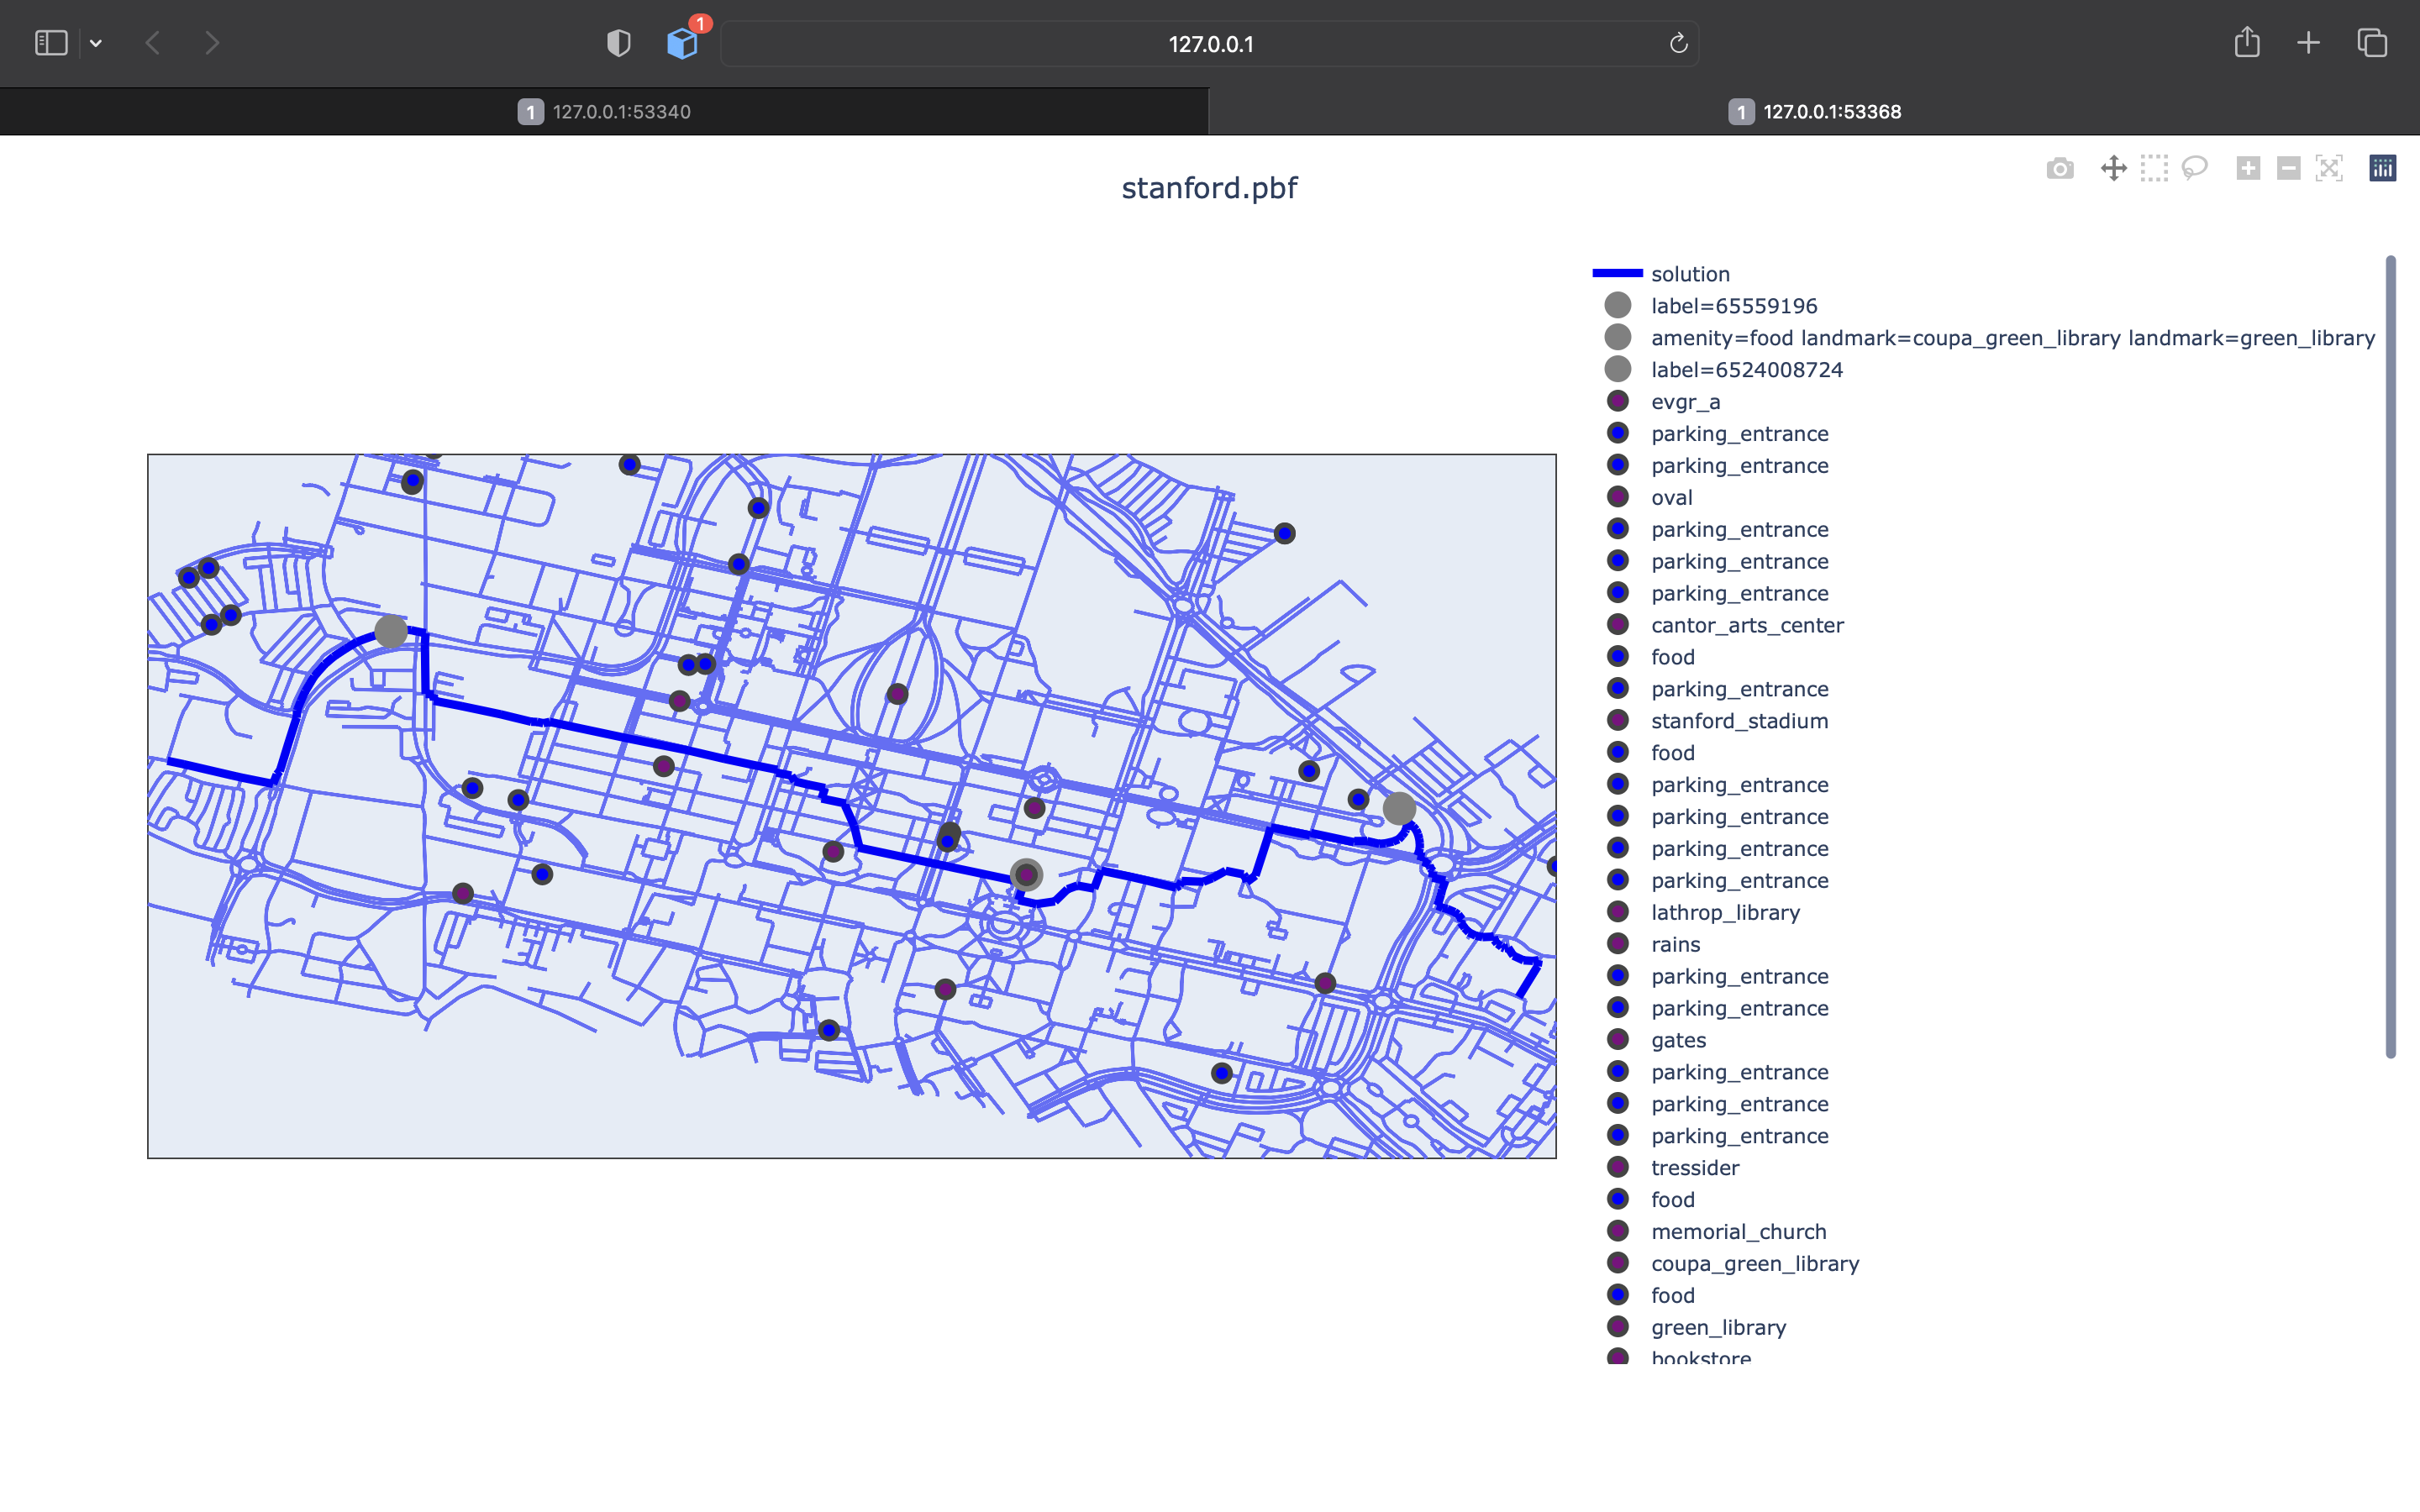 1
127.0.0.1
1 127.0.0.1:53340
1 127.0.0.1:53368
stanford.pbf
solution
label=65559196
amenity=food landmark=coupa_green_library landmark=green_library
label=6524008724
evgr_a
parking_entrance
parking_entrance
oval
parking_entrance
parking_entrance
parking_entrance
cantor_arts_center
food
parking_entrance
stanford_stadium
food
parking_entrance
parking_entrance
parking_entrance
parking_entrance
lathrop_library
rains
parking_entrance
parking_entrance
gates
parking_entrance
parking_entrance
parking_entrance
tressider
food
memorial_church
coupa_green_library
food
green_library
bookstore